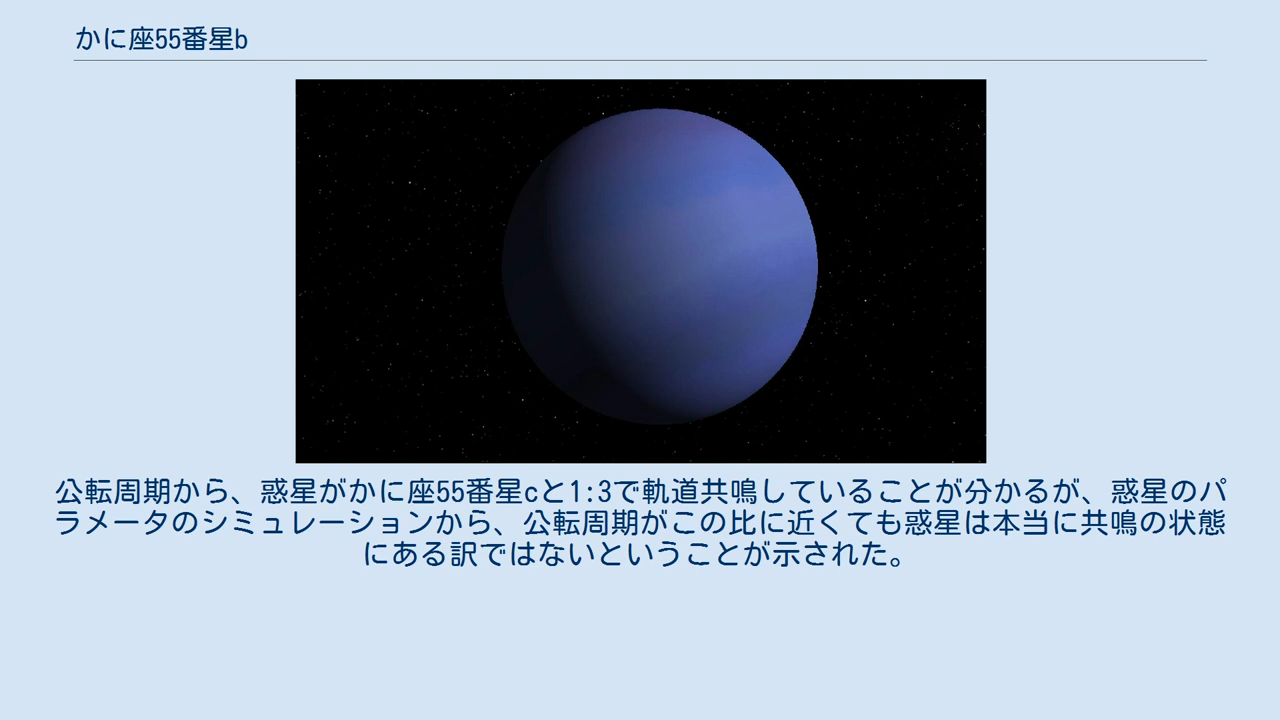 かに座55番星b
公転周期から、惑星がかに座55番星cと1:3で軌道共鳴していることが分かるが、惑星のパ
ラメータのシミュレーションから、公転周期がこの比に近くても惑星は本当に共鳴の状態
にある訳ではないということが示された。